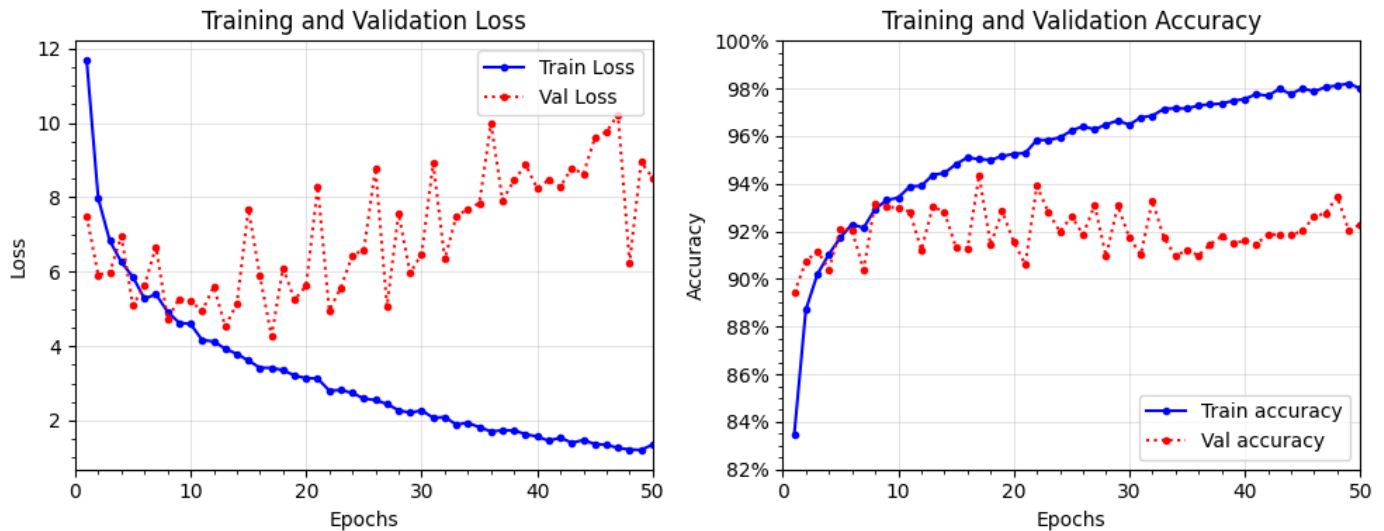 Training and Validation Loss
12
10
8
6
4
2
Loss
0
10
20
30
40
50
Epochs
Train Loss
Val Loss
Training and Validation Accuracy
100%
98%
96%
94%
92%
90%
88%
86%
84%
82%
Accuracy
0
10
20
30
40
50
Epochs
Train accuracy
Val accuracy